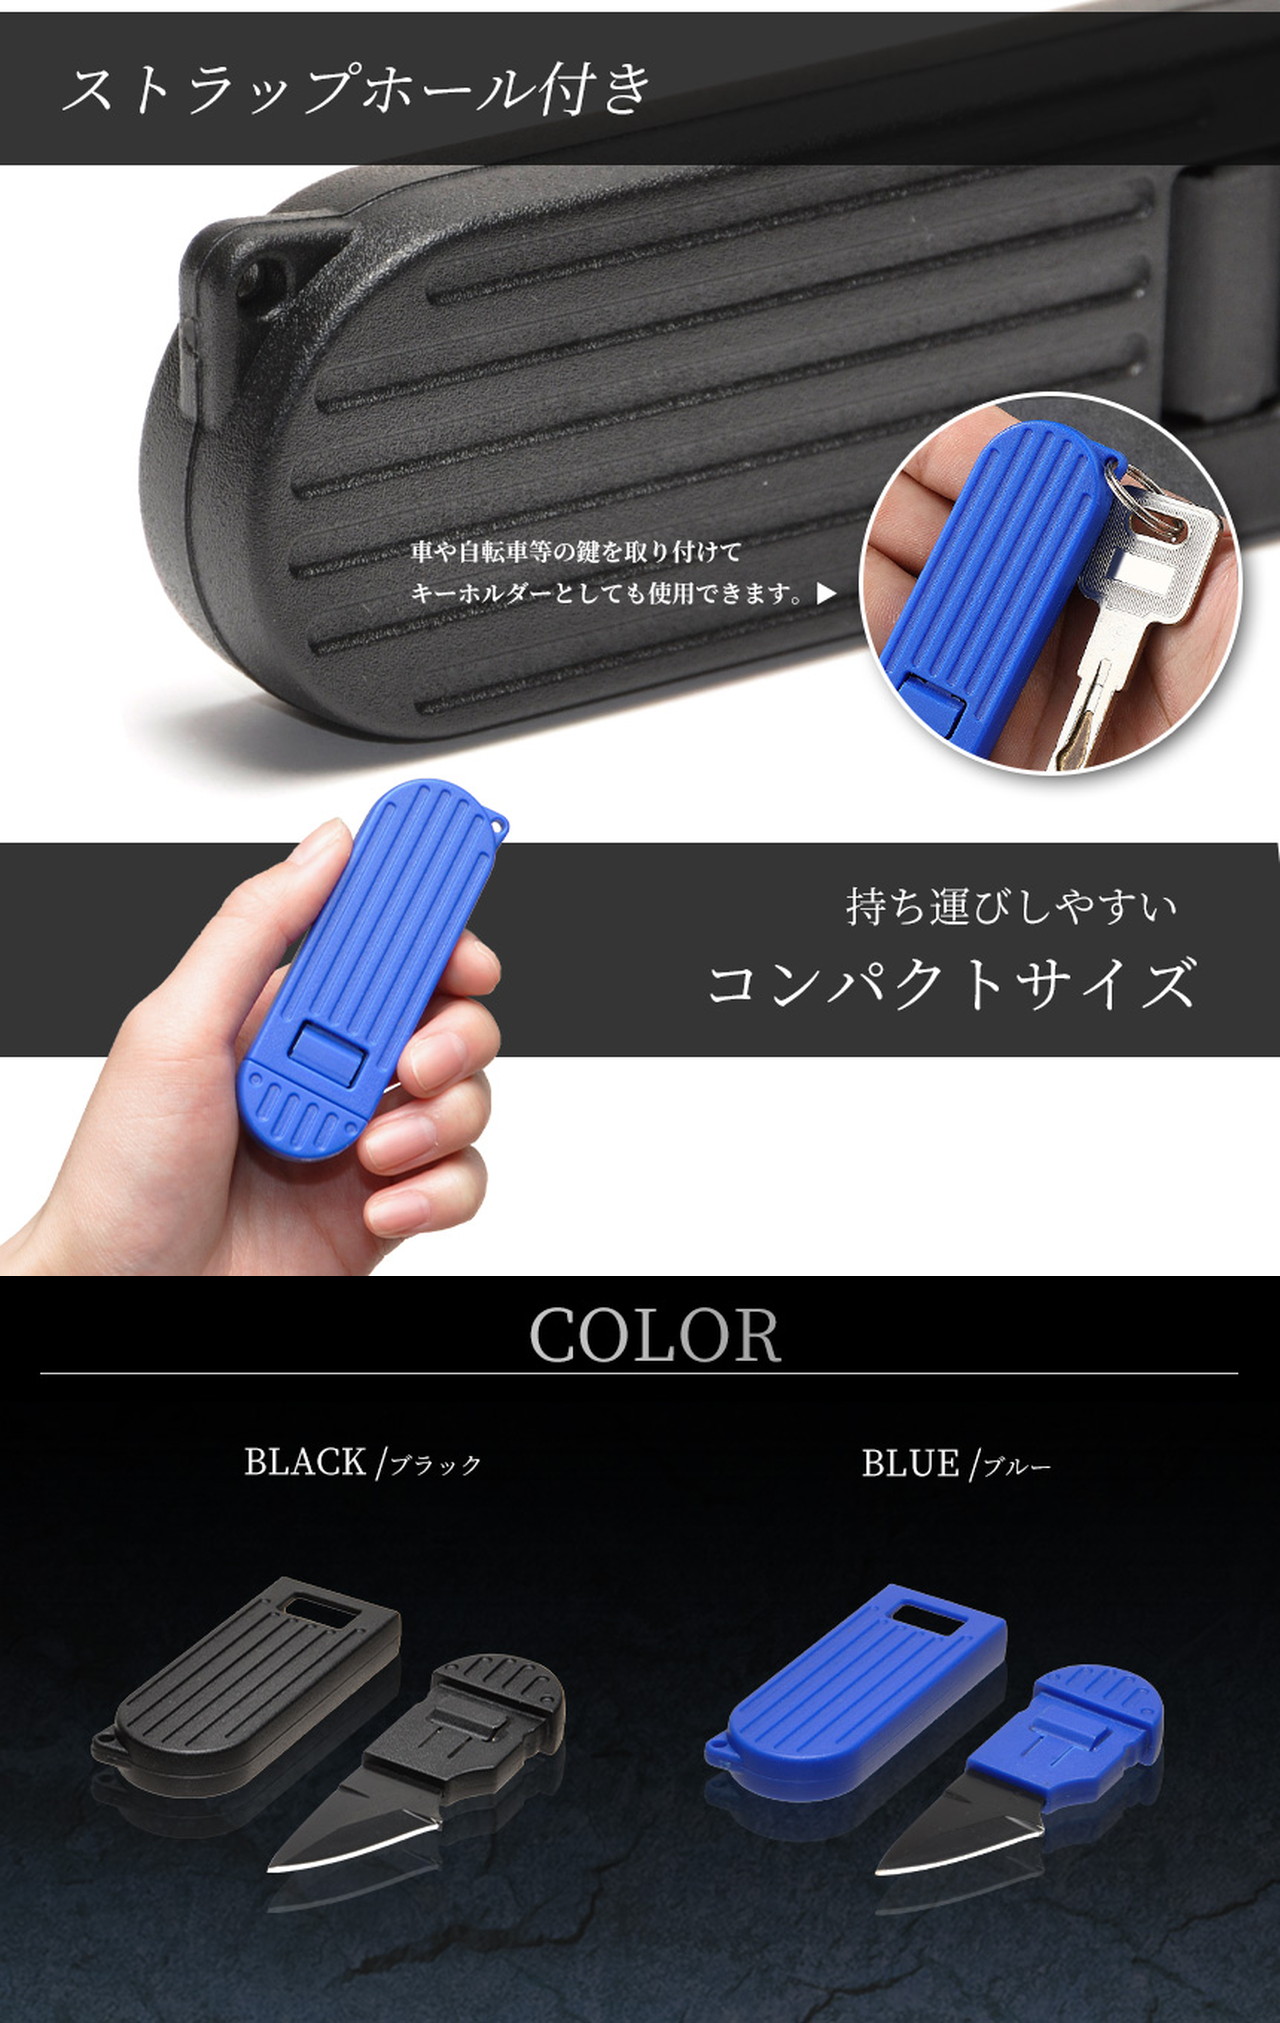 ストラップホール付き
車や自転車等の鍵を取り付けて
キーホルダーとしても使用できます。▶
持ち運びしやすい
コンパクトサイズ
COLOR
BLACK /ブラック
BLUE /ブルー